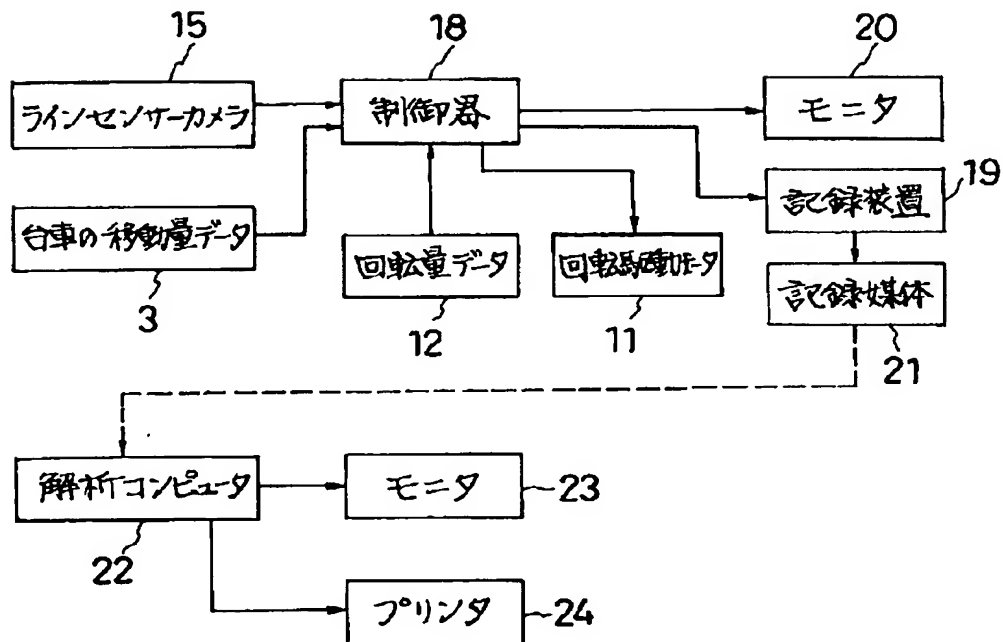 15
18
20
ラインセンサーカメラ
制御器
モニタ
19
台車の移動量データ
記録装置
回転量データ
回転駆動モータ
記録媒体
3
12
11
21
解析コンピュータ
モニタ
23
22
プリンタ
24